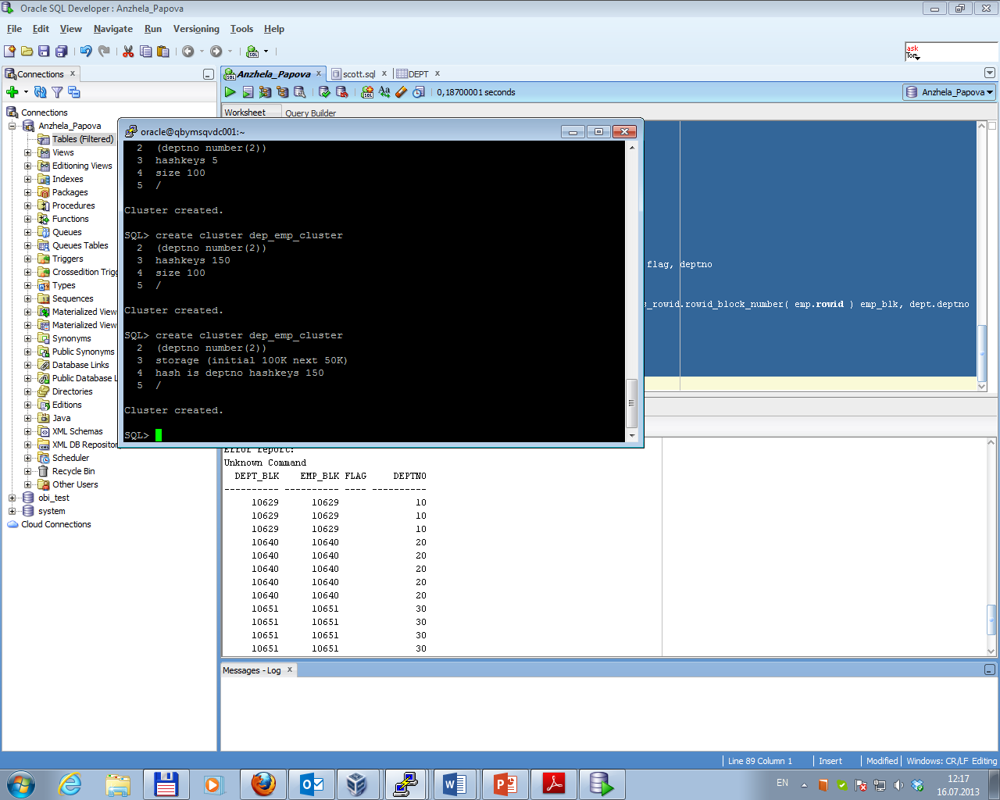 Oracle SQL Developer : Anzhela_Papova
File Edit View Navigate Run Versioning Tools Help
ask
Tom
Connections
Anzhela_Papova
scott.sql
DEPT
0,18700001 seconds
Anzhela_Papova
Worksheet
Query Builder
Connections
Anzhela_Papova
Tables (Filtered)
Views
Editioning Views
Indexes
Packages
Procedures
Functions
Queues
Queues Tables
Triggers
Crossedition Trigg
Types
Sequences
Materialized View
Materialized View
Synonyms
Public Synonyms
Database Links
Public Database L
Directories
Editions
Java
XML Schemas
XML DB Repositor
Scheduler
Recycle Bin
Other Users
obi_test
system
Cloud Connections
oracle@qbymsqvdc001:~
2 (deptno number(2))
3 hashkeys 5
4 size 100
5 /
Cluster created.
SQL> create cluster dep_emp_cluster
2 (deptno number(2))
3 hashkeys 150
4 size 100
5 /
Cluster created.
SQL> create cluster dep_emp_cluster
2 (deptno number(2))
3 storage (initial 100K next 50K)
4 hash is deptno hashkeys 150
5 /
Cluster created.
SQL>
flag, deptno
s_rowid.rowid_block_number( emp.rowid ) emp_blk, dept.deptno
Error report:
Unknown Command
DEPT_BLK EMP_BLK FLAG DEPTNO
---------- ---------- ---- ----------
10629 10629 10
10629 10629 10
10629 10629 10
10640 10640 20
10640 10640 20
10640 10640 20
10640 10640 20
10640 10640 20
10651 10651 30
10651 10651 30
10651 10651 30
10651 10651 30
Messages - Log
Line 89 Column 1
Insert
Modified
Windows: CR/LF Editing
EN
12:17
16.07.2013